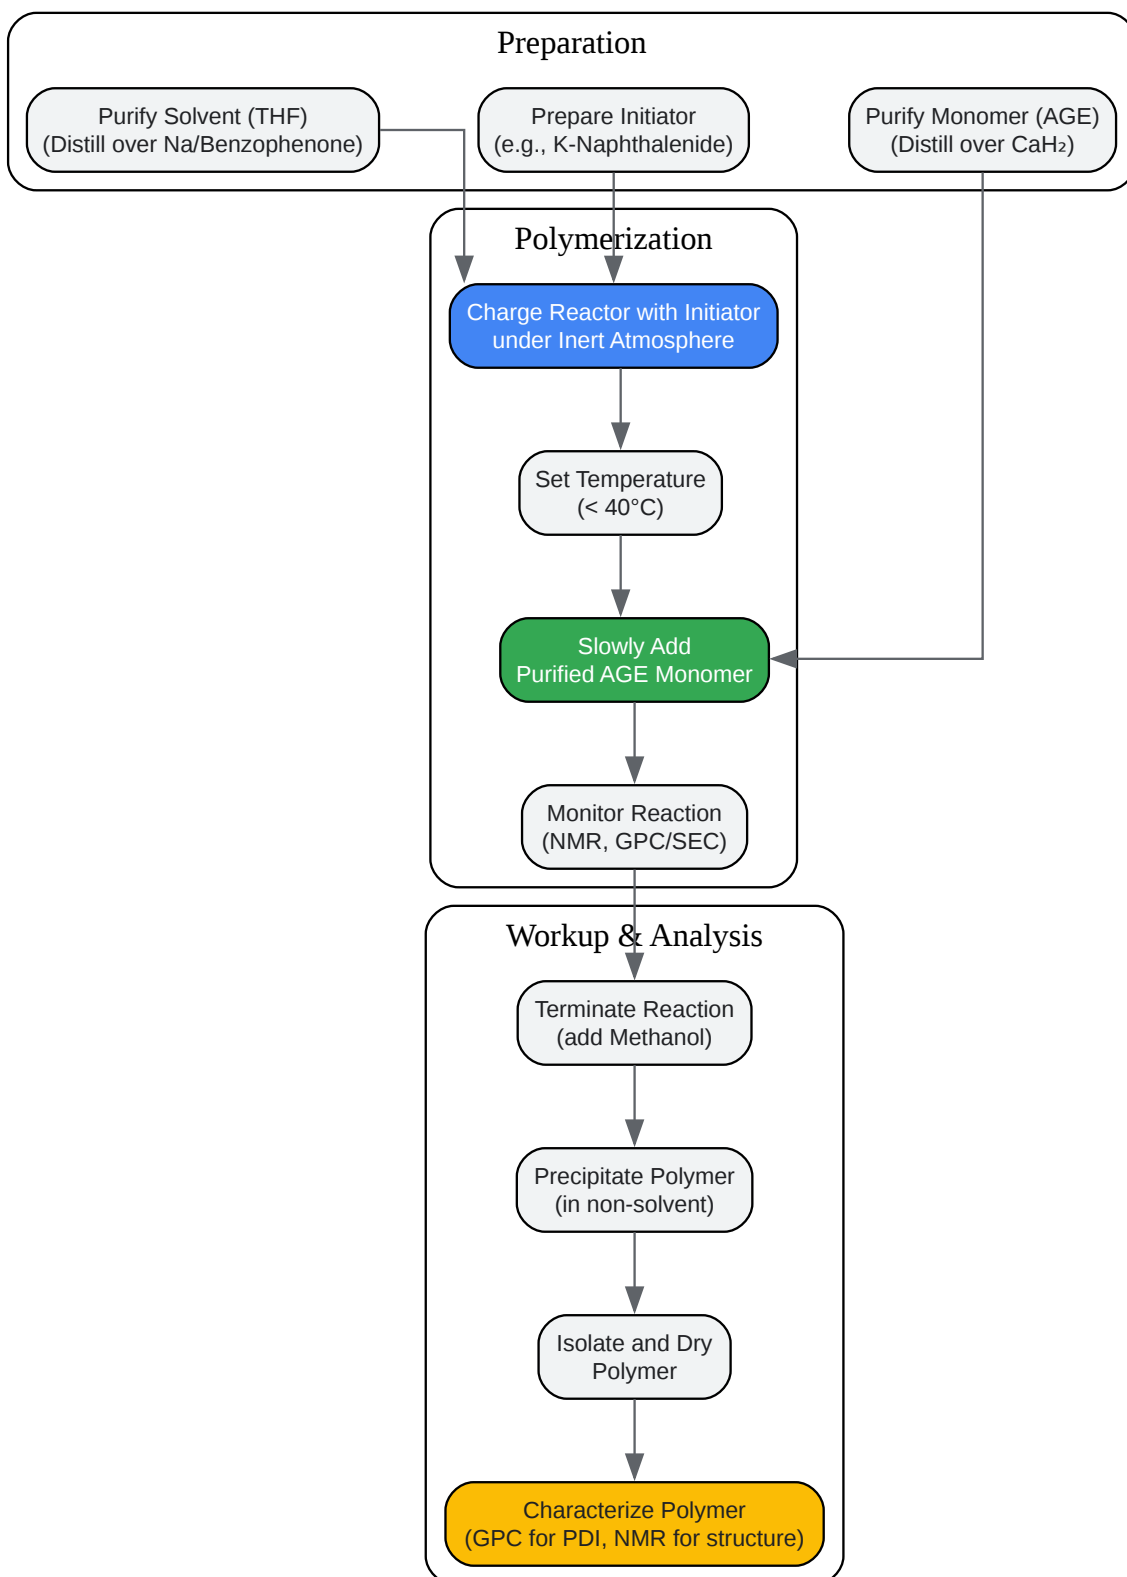 Preparation
Purify Solvent (THF)
(Distill over Na/Benzophenone)
Prepare Initiator
(e.g., K-Naphthalenide)
Purify Monomer (AGE)
(Distill over CaH₂)
Polymerization
Charge Reactor with Initiator
under Inert Atmosphere
Set Temperature
(< 40°C)
Slowly Add
Purified AGE Monomer
Monitor Reaction
(NMR, GPC/SEC)
Workup & Analysis
Terminate Reaction
(add Methanol)
Precipitate Polymer
(in non-solvent)
Isolate and Dry
Polymer
Characterize Polymer
(GPC for PDI, NMR for structure)